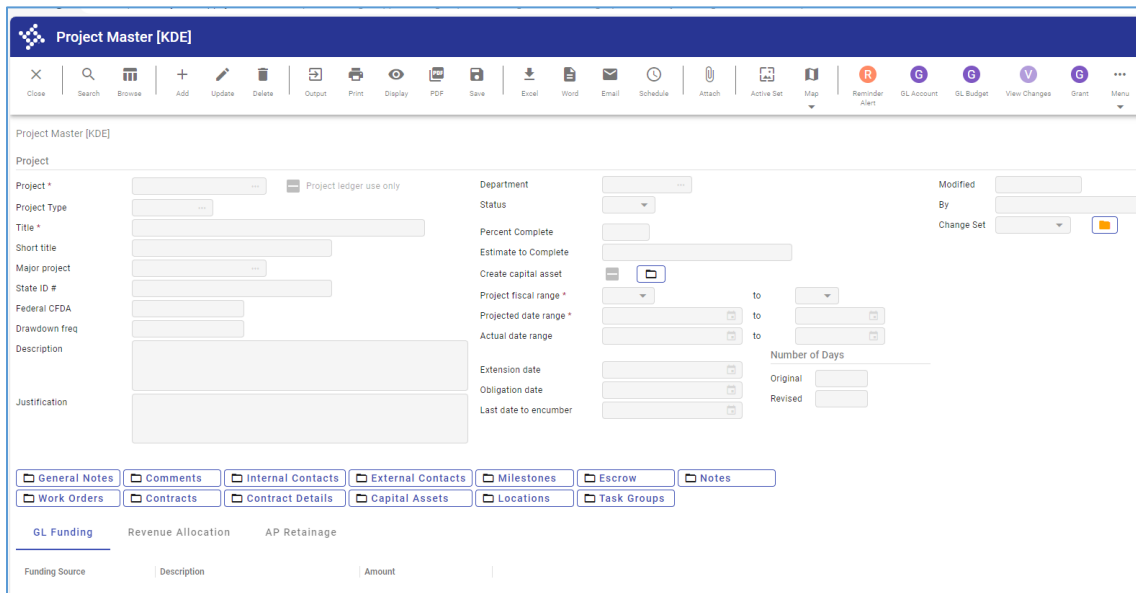 Project Master [KDE]
Close
Search
Browse
Add
Update
Delete
Output
Print
Display
PDF
PDF
Save
Excel
Word
Email
Schedule
Attach
Active Set
Map
R
Reminder
Alert
G
GL Account
G
GL Budget
V
View Changes
G
Grant
Menu
Project Master [KDE]
Project
Project *
Project ledger use only
Project Type
Title *
Short title
Major project
State ID #
Federal CFDA
Drawdown freq
Description
Justification
Department
Status
Percent Complete
Estimate to Complete
Create capital asset
Project fiscal range * to
Projected date range * to
Actual date range to
Extension date
Obligation date
Last date to encumber
Number of Days
Original
Revised
Modified
By
Change Set
General Notes Comments Internal Contacts External Contacts Milestones Escrow Notes
Work Orders Contracts Contract Details Capital Assets Locations Task Groups
GL Funding Revenue Allocation AP Retainage
Funding Source Description Amount